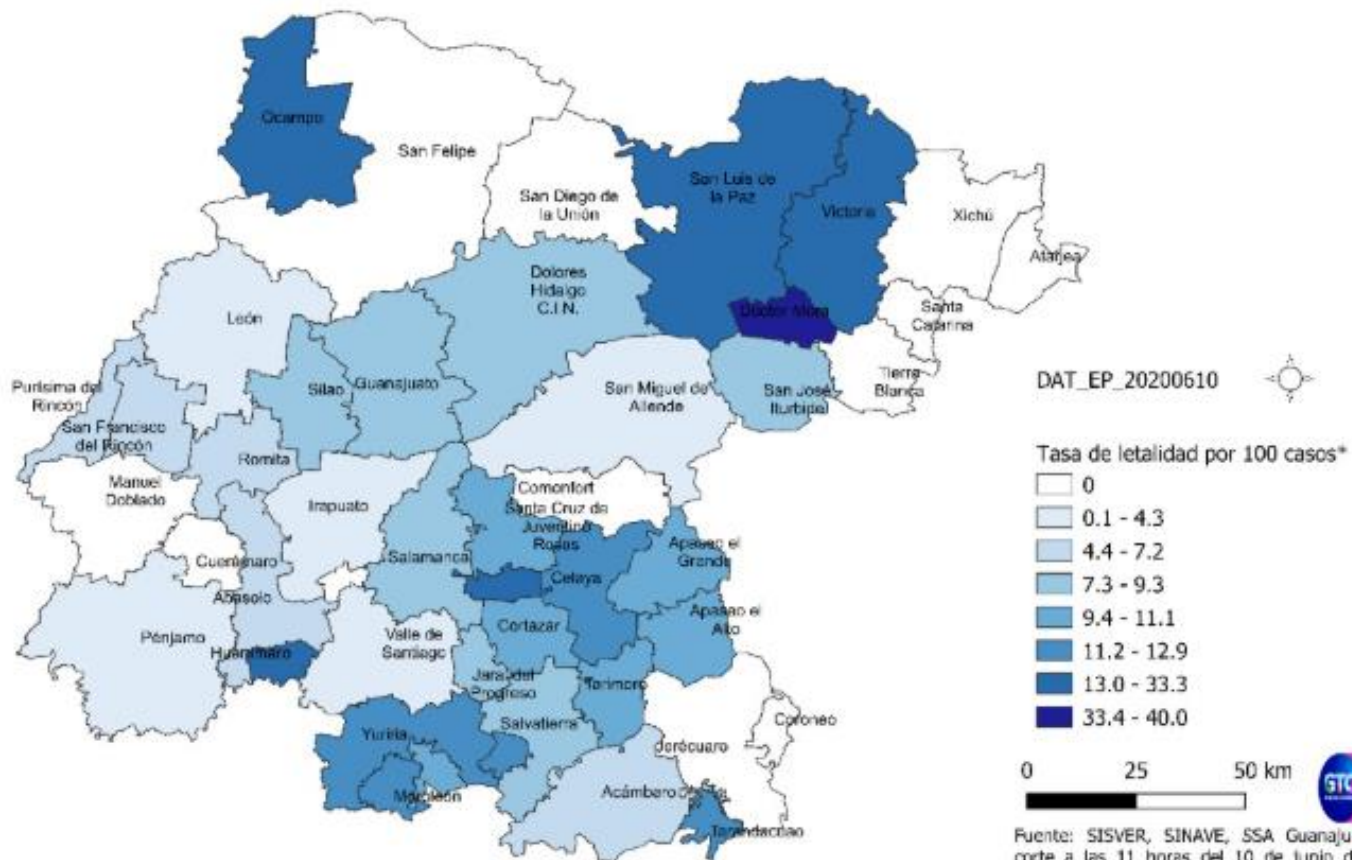 Ocampo
San Felipe
San Luis de
la Paz
San Diego de
la Unión
Victoria
Xichú
Atarjea
Dolores
Hidalgo
C.I.N.
León
Doctor Mora
Santa
Catarina
Tierra
Blanca
Silao
Guanajuato
San Miguel de
Allende
San José
Iturbide
Purísima del
Rincón
San Francisco
del Rincón
Romita
Manuel
Doblado
Irapuato
Comonfort
Santa Cruz de
Juventino
Rosas
Cuerámaro
Salamanca
Celaya
Apaseo el
Grande
Abasolo
Cortazar
Apaseo el
Alto
Pénjamo
Huanímaro
Valle de
Santiago
Jaral del
Progreso
Tarimoro
Yuriria
Salvatierra
Coroneo
Jerécuaro
Moroleón
Acámbaro
Tarandacuao
DAT_EP_20200610
Tasa de letalidad por 100 casos*
0
0.1 - 4.3
4.4 - 7.2
7.3 - 9.3
9.4 - 11.1
11.2 - 12.9
13.0 - 33.3
33.4 - 40.0
0 25 50 km
GTO
Fuente: SISVER, SINAVE, SSA Guanaju
corte a las 11 horas del 10 de junio d